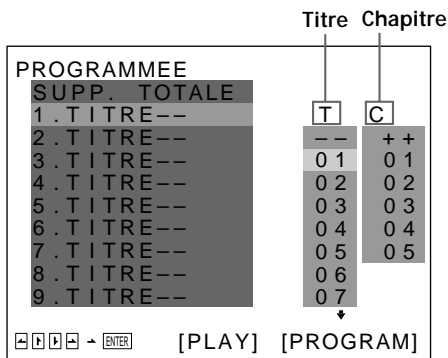 Titre Chapitre
PROGRAMMEE
SUPP. TOTALE
1.TITRE−−
2.TITRE−−
3.TITRE−−
4.TITRE−−
5.TITRE−−
6.TITRE−−
7.TITRE−−
8.TITRE−−
9.TITRE−−
T C
−− ++
01 01
02 02
03 03
04 04
05 05
06
07
ENTER [PLAY] [PROGRAM]